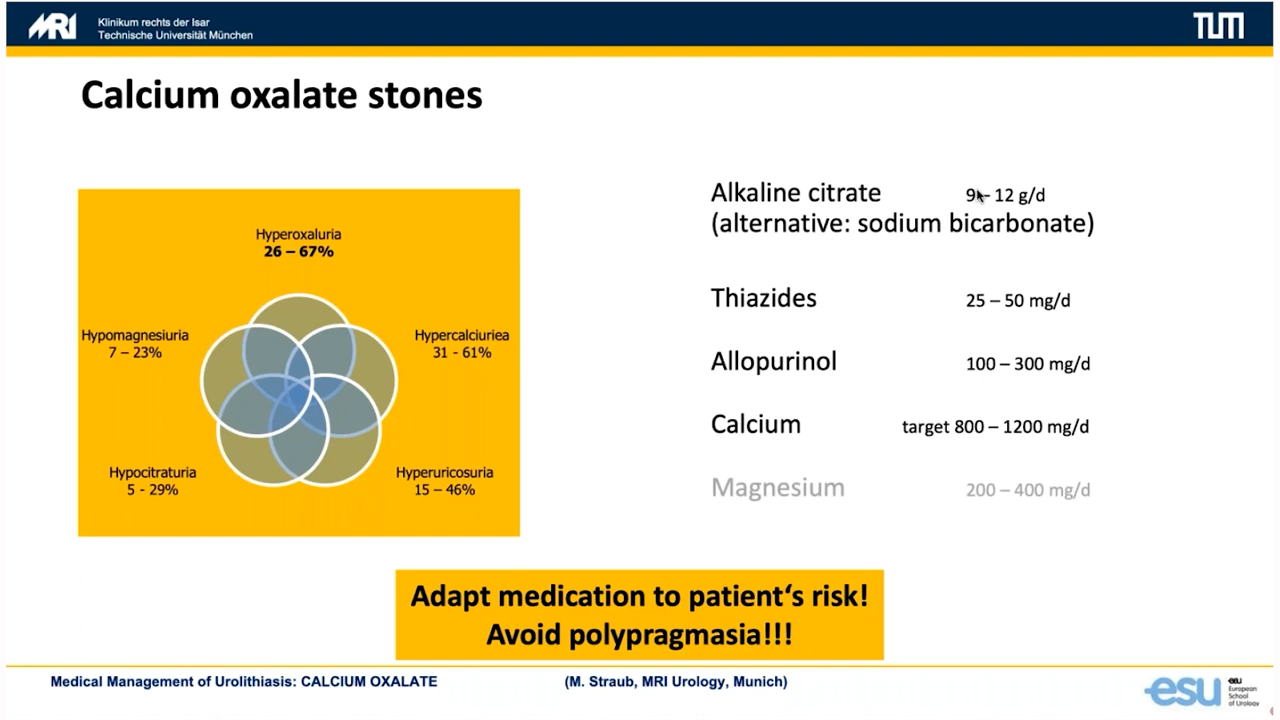 MRI
Klinikum rechts der Isar
Technische Universität München
TUM
Calcium oxalate stones
Hyperoxaluria
26 – 67%
Hypomagnesiuria
7 – 23%
Hypercalciuriea
31 - 61%
Hypocitraturia
5 - 29%
Hyperuricosuria
15 – 46%
Alkaline citrate 9 – 12 g/d
(alternative: sodium bicarbonate)
Thiazides 25 – 50 mg/d
Allopurinol 100 – 300 mg/d
Calcium target 800 – 1200 mg/d
Magnesium 200 – 400 mg/d
Adapt medication to patient‘s risk!
Avoid polypragmasia!!!
Medical Management of Urolithiasis: CALCIUM OXALATE (M. Straub, MRI Urology, Munich)
esu
eau
European
School
of Urology